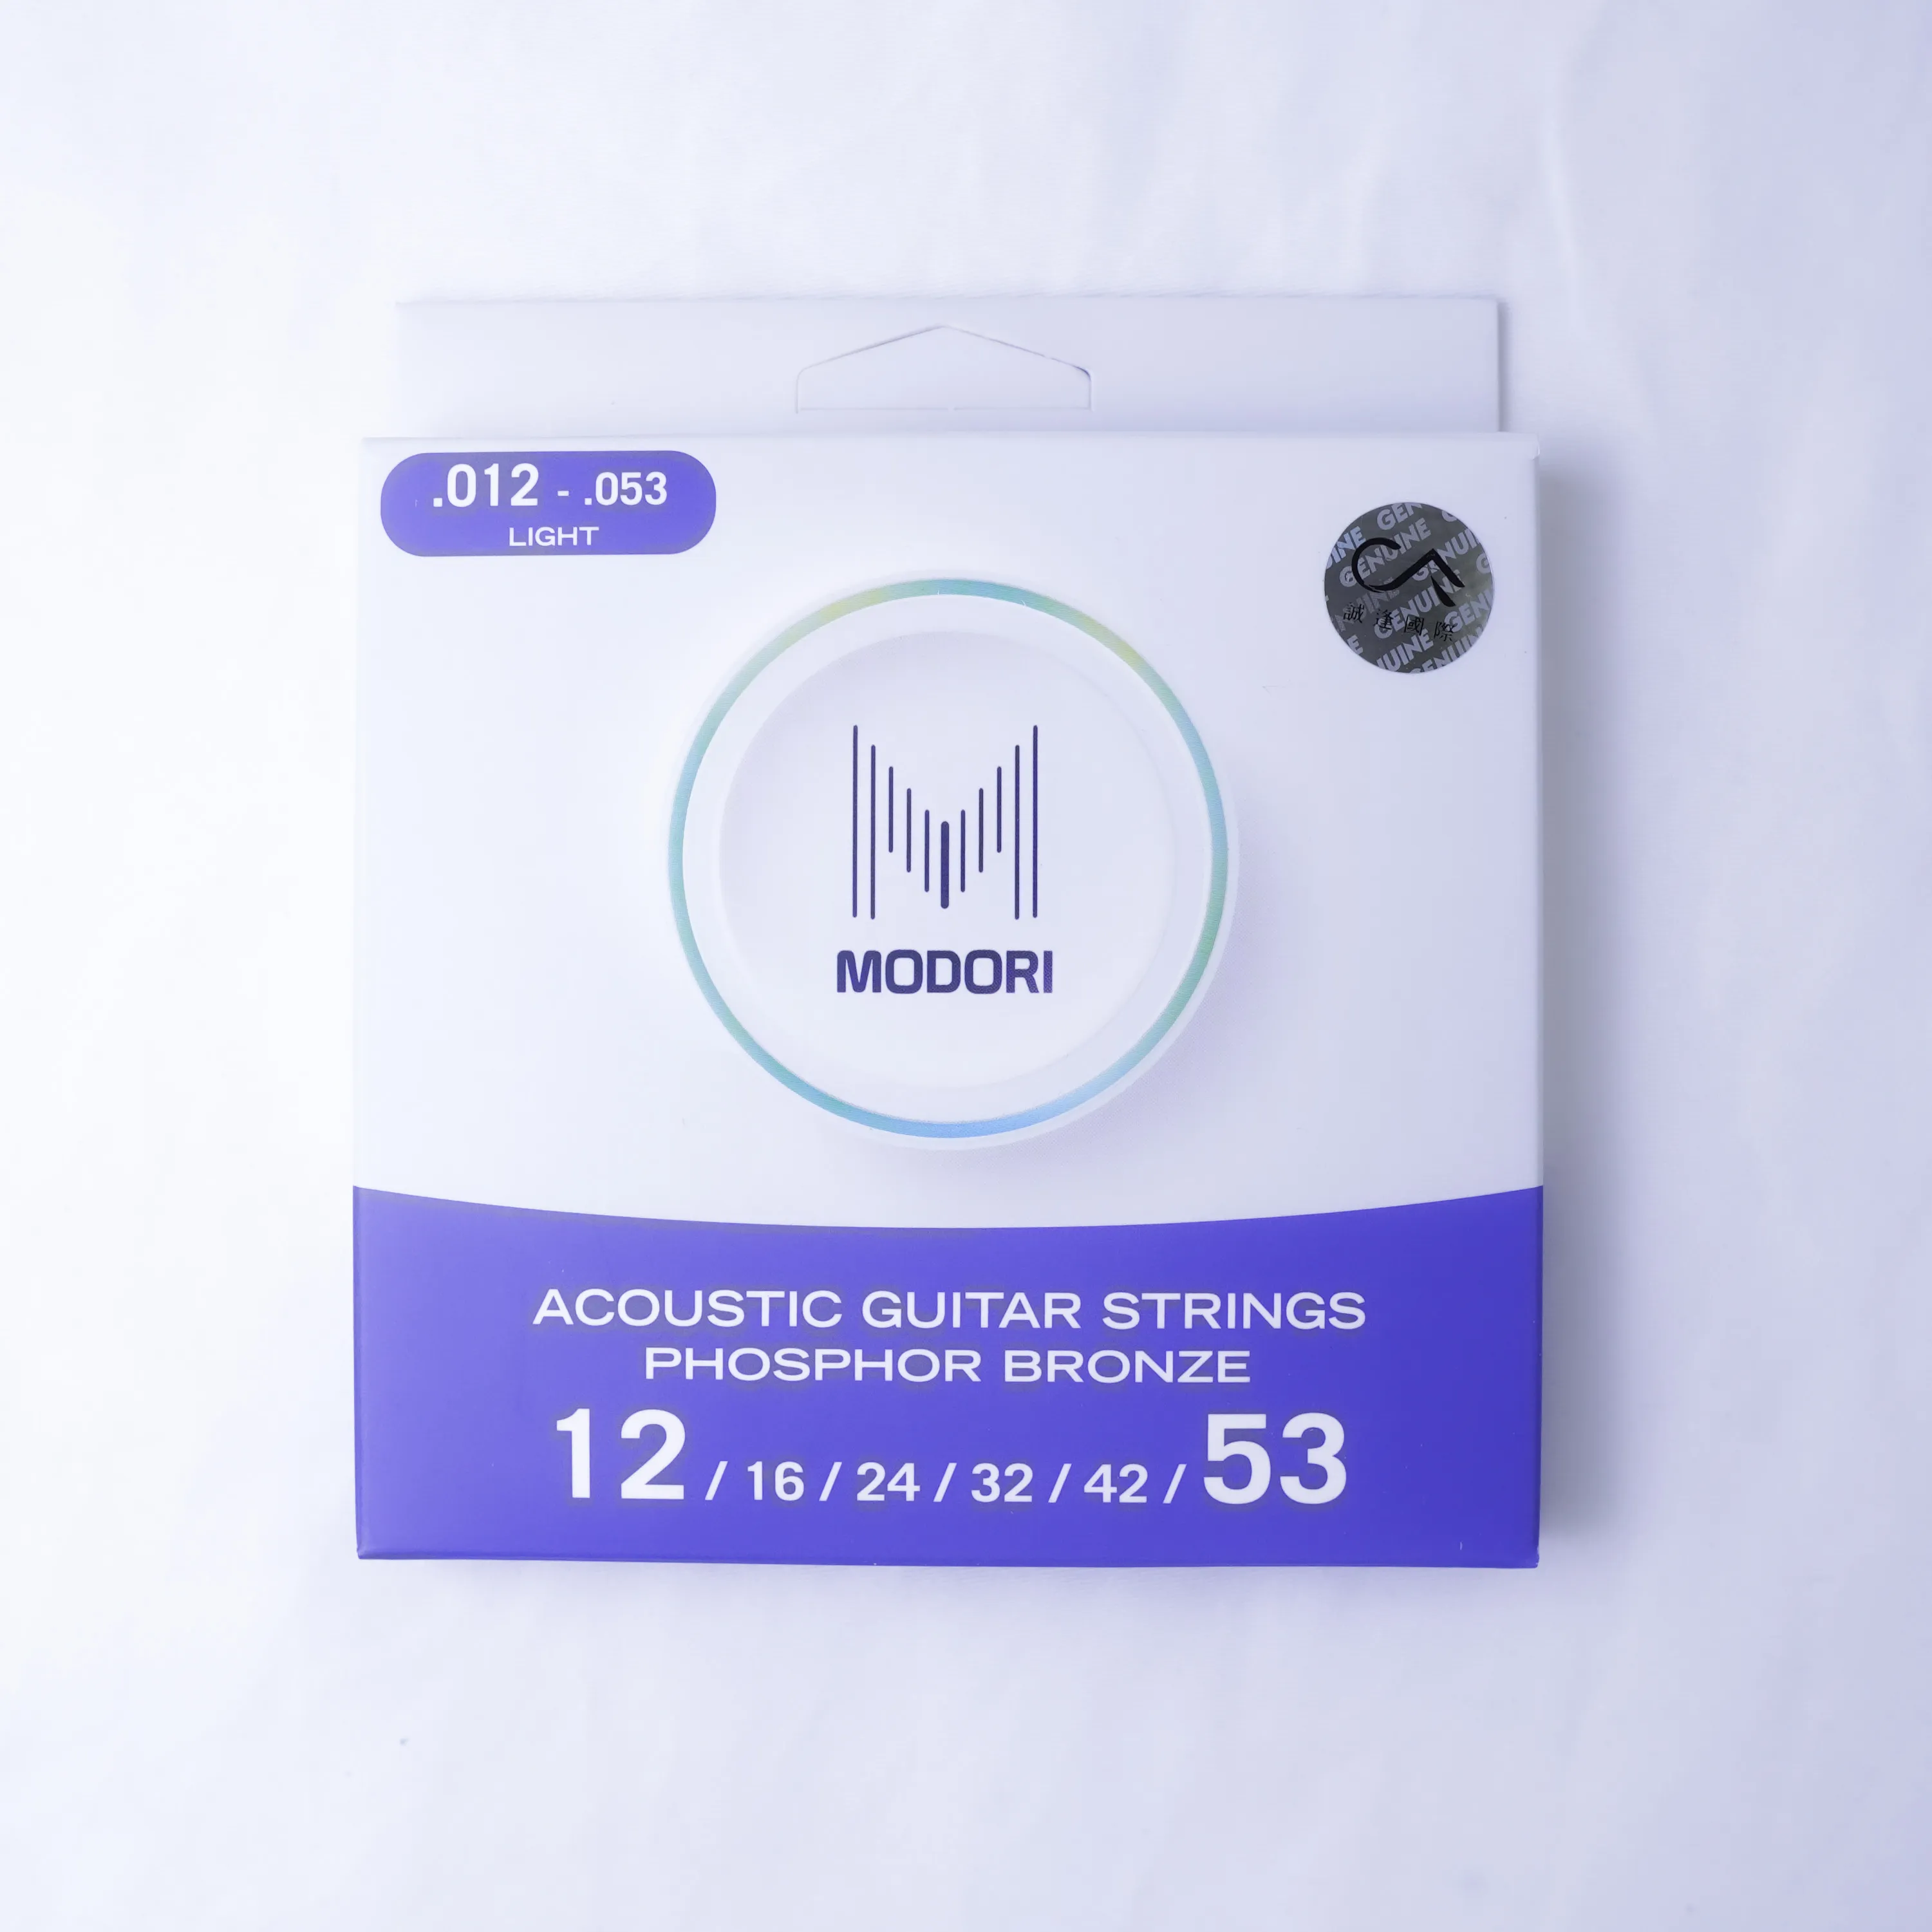 .012 - .053
LIGHT
GENUINE
誠逢國際
MODORI
ACOUSTIC GUITAR STRINGS
PHOSPHOR BRONZE
12 / 16 / 24 / 32 / 42 / 53